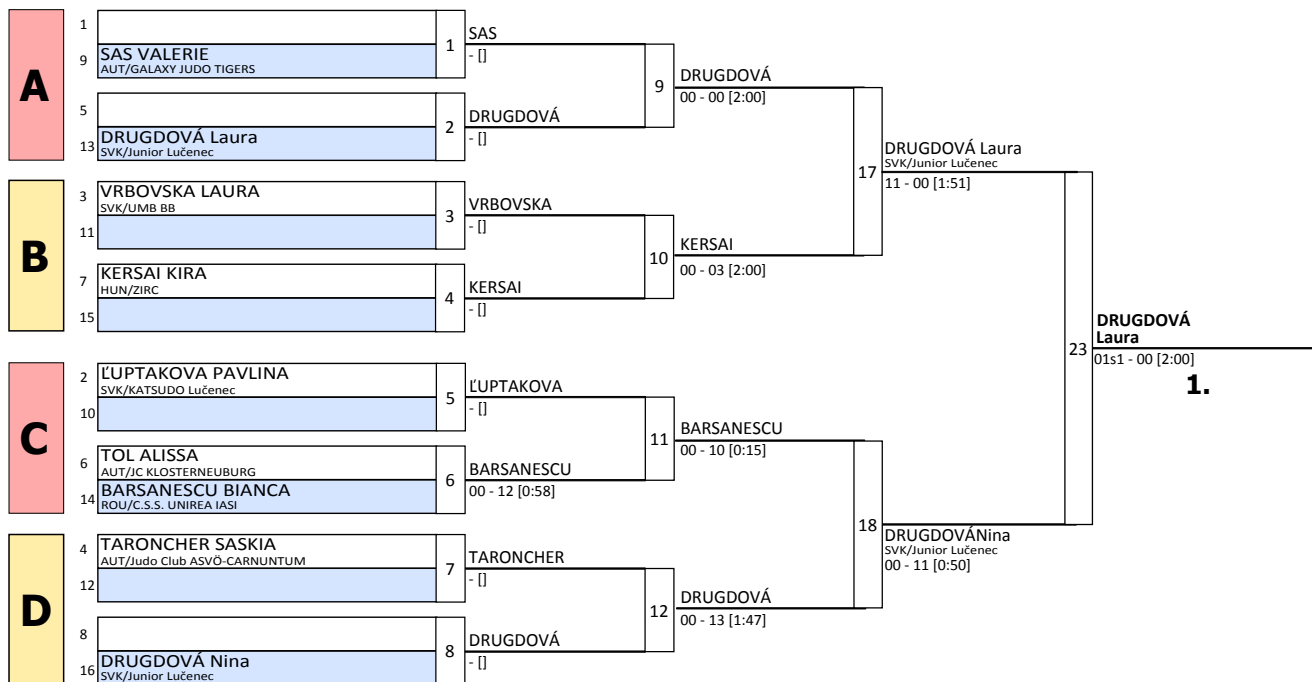 A
1
9
SAS VALERIE
AUT/GALAXY JUDO TIGERS
1
SAS
- []
5
13
DRUGDOVÁ Laura
SVK/Junior Lučenec
2
DRUGDOVÁ
- []
9
DRUGDOVÁ
00 - 00 [2:00]
B
3
VRBOVSKA LAURA
SVK/UMB BB
11
3
VRBOVSKA
- []
7
KERSAI KIRA
HUN/ZIRC
15
4
KERSAI
- []
10
KERSAI
00 - 03 [2:00]
17
DRUGDOVÁ Laura
SVK/Junior Lučenec
11 - 00 [1:51]
C
2
ĽUPTAKOVA PAVLINA
SVK/KATSUDO Lučenec
10
5
ĽUPTAKOVA
- []
6
TOL ALISSA
AUT/JC KLOSTERNEUBURG
14
BARSANESCU BIANCA
ROU/C.S.S. UNIREA IASI
6
BARSANESCU
00 - 12 [0:58]
11
BARSANESCU
00 - 10 [0:15]
D
4
TARONCHER SASKIA
AUT/Judo Club ASVÖ-CARNUNTUM
12
7
TARONCHER
- []
8
16
DRUGDOVÁ Nina
SVK/Junior Lučenec
8
DRUGDOVÁ
- []
12
DRUGDOVÁ
00 - 13 [1:47]
18
DRUGDOVÁNina
SVK/Junior Lučenec
00 - 11 [0:50]
23
DRUGDOVÁ
Laura
01s1 - 00 [2:00]
1.